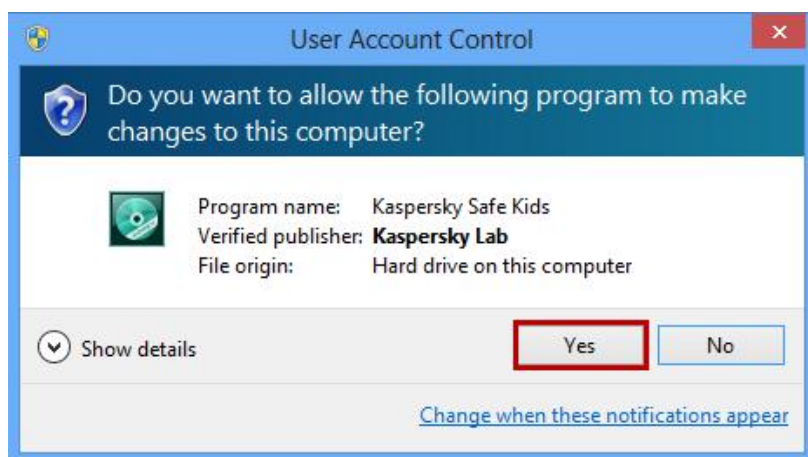 User Account Control
Do you want to allow the following program to make
changes to this computer?
Program name: Kaspersky Safe Kids
Verified publisher: Kaspersky Lab
File origin: Hard drive on this computer
Show details
Yes
No
Change when these notifications appear